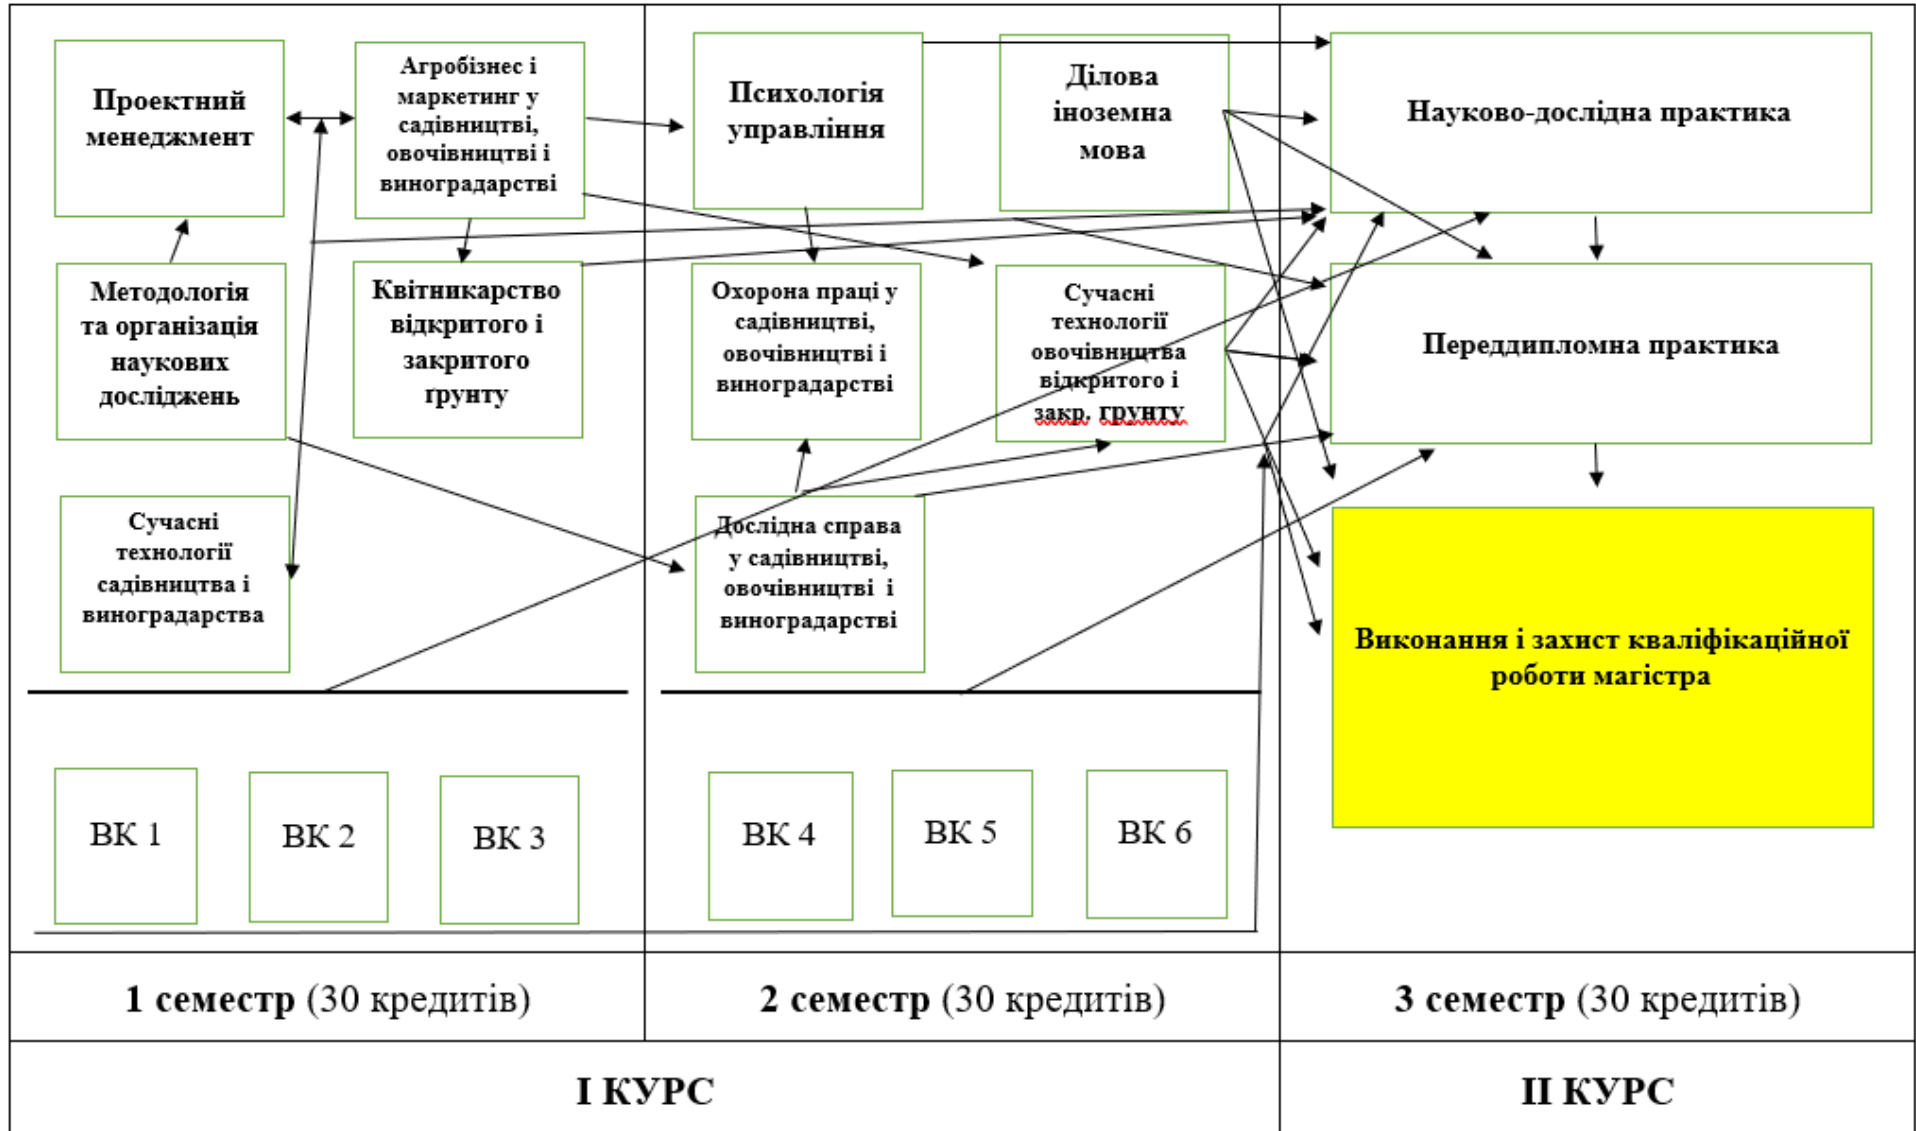 Проектний
менеджмент
Агробізнес і
маркетинг у
садівництві,
овочівництві і
виноградарстві
Методологія
та організація
наукових
досліджень
Квітникарство
відкритого і
закритого
ґрунту
Сучасні
технології
садівництва і
виноградарства
ВК 1
ВК 2
ВК 3
Психологія
управління
Ділова
іноземна
мова
Охорона праці у
садівництві,
овочівництві і
виноградарстві
Сучасні
технології
овочівництва
відкритого і
закр. грунту
Дослідна справа
у садівництві,
овочівництві і
виноградарстві
ВК 4
ВК 5
ВК 6
Науково-дослідна практика
Переддипломна практика
Виконання і захист кваліфікаційної
роботи магістра
1 семестр (30 кредитів)
2 семестр (30 кредитів)
3 семестр (30 кредитів)
І КУРС
ІІ КУРС